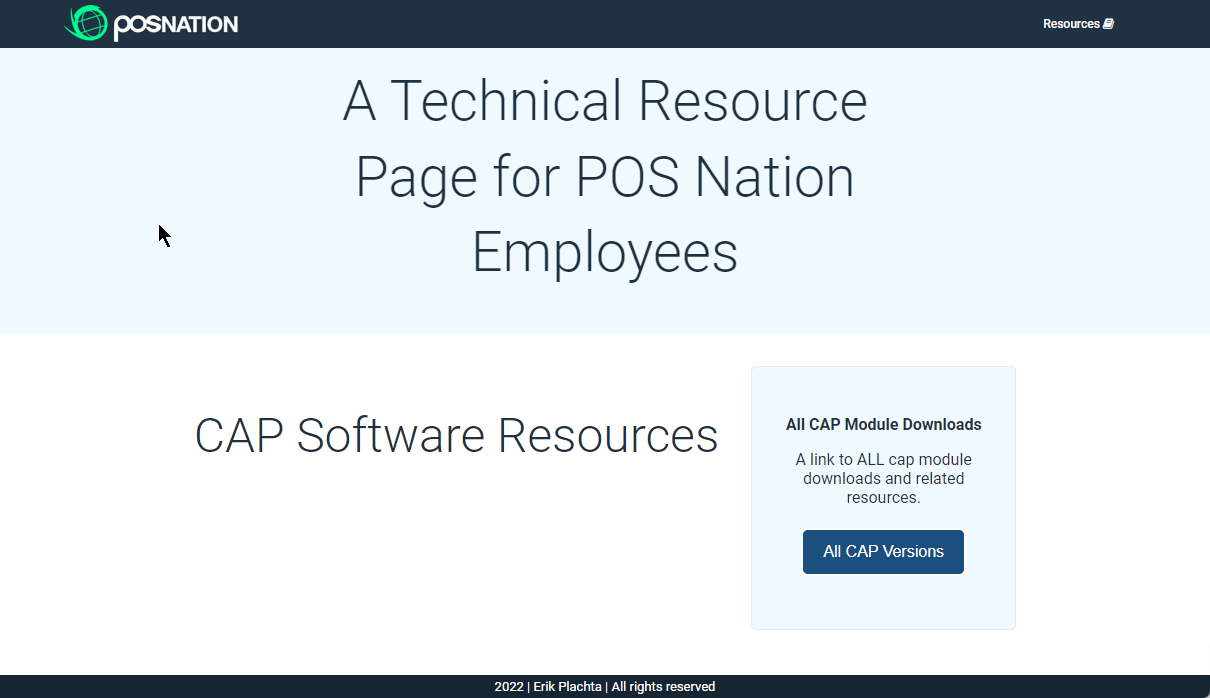 POSNATION
Resources
A Technical Resource
Page for POS Nation
Employees
CAP Software Resources
All CAP Module Downloads
A link to ALL cap module
downloads and related
resources.
All CAP Versions
2022 | Erik Plachta | All rights reserved